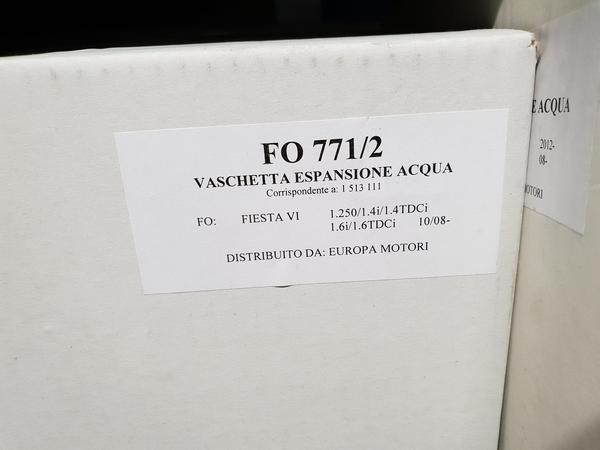 FO 771/2
VASCHETTA ESPANSIONE ACQUA
Corrispondente a: 1 513 111
FO: FIESTA VI 1.250/1.4i/1.4TDCi
1.6i/1.6TDCi 10/08-
DISTRIBUITO DA: EUROPA MOTORI
ACQUA
2012-
08-